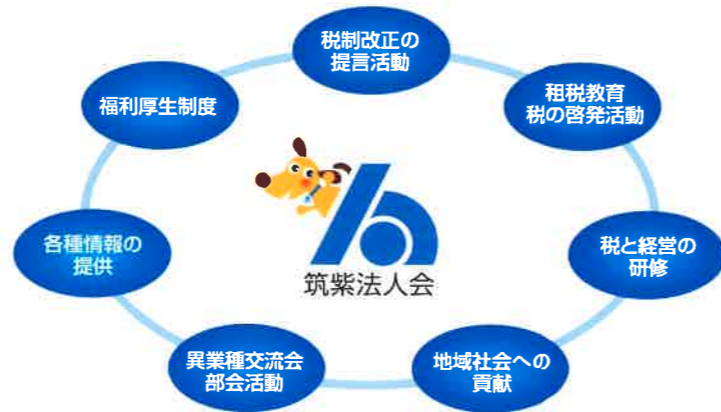 税制改正の
提言活動
租税教育
税の啓発活動
税と経営の
研修
地域社会への
貢献
異業種交流会
部会活動
各種情報の
提供
福利厚生制度
筑紫法人会